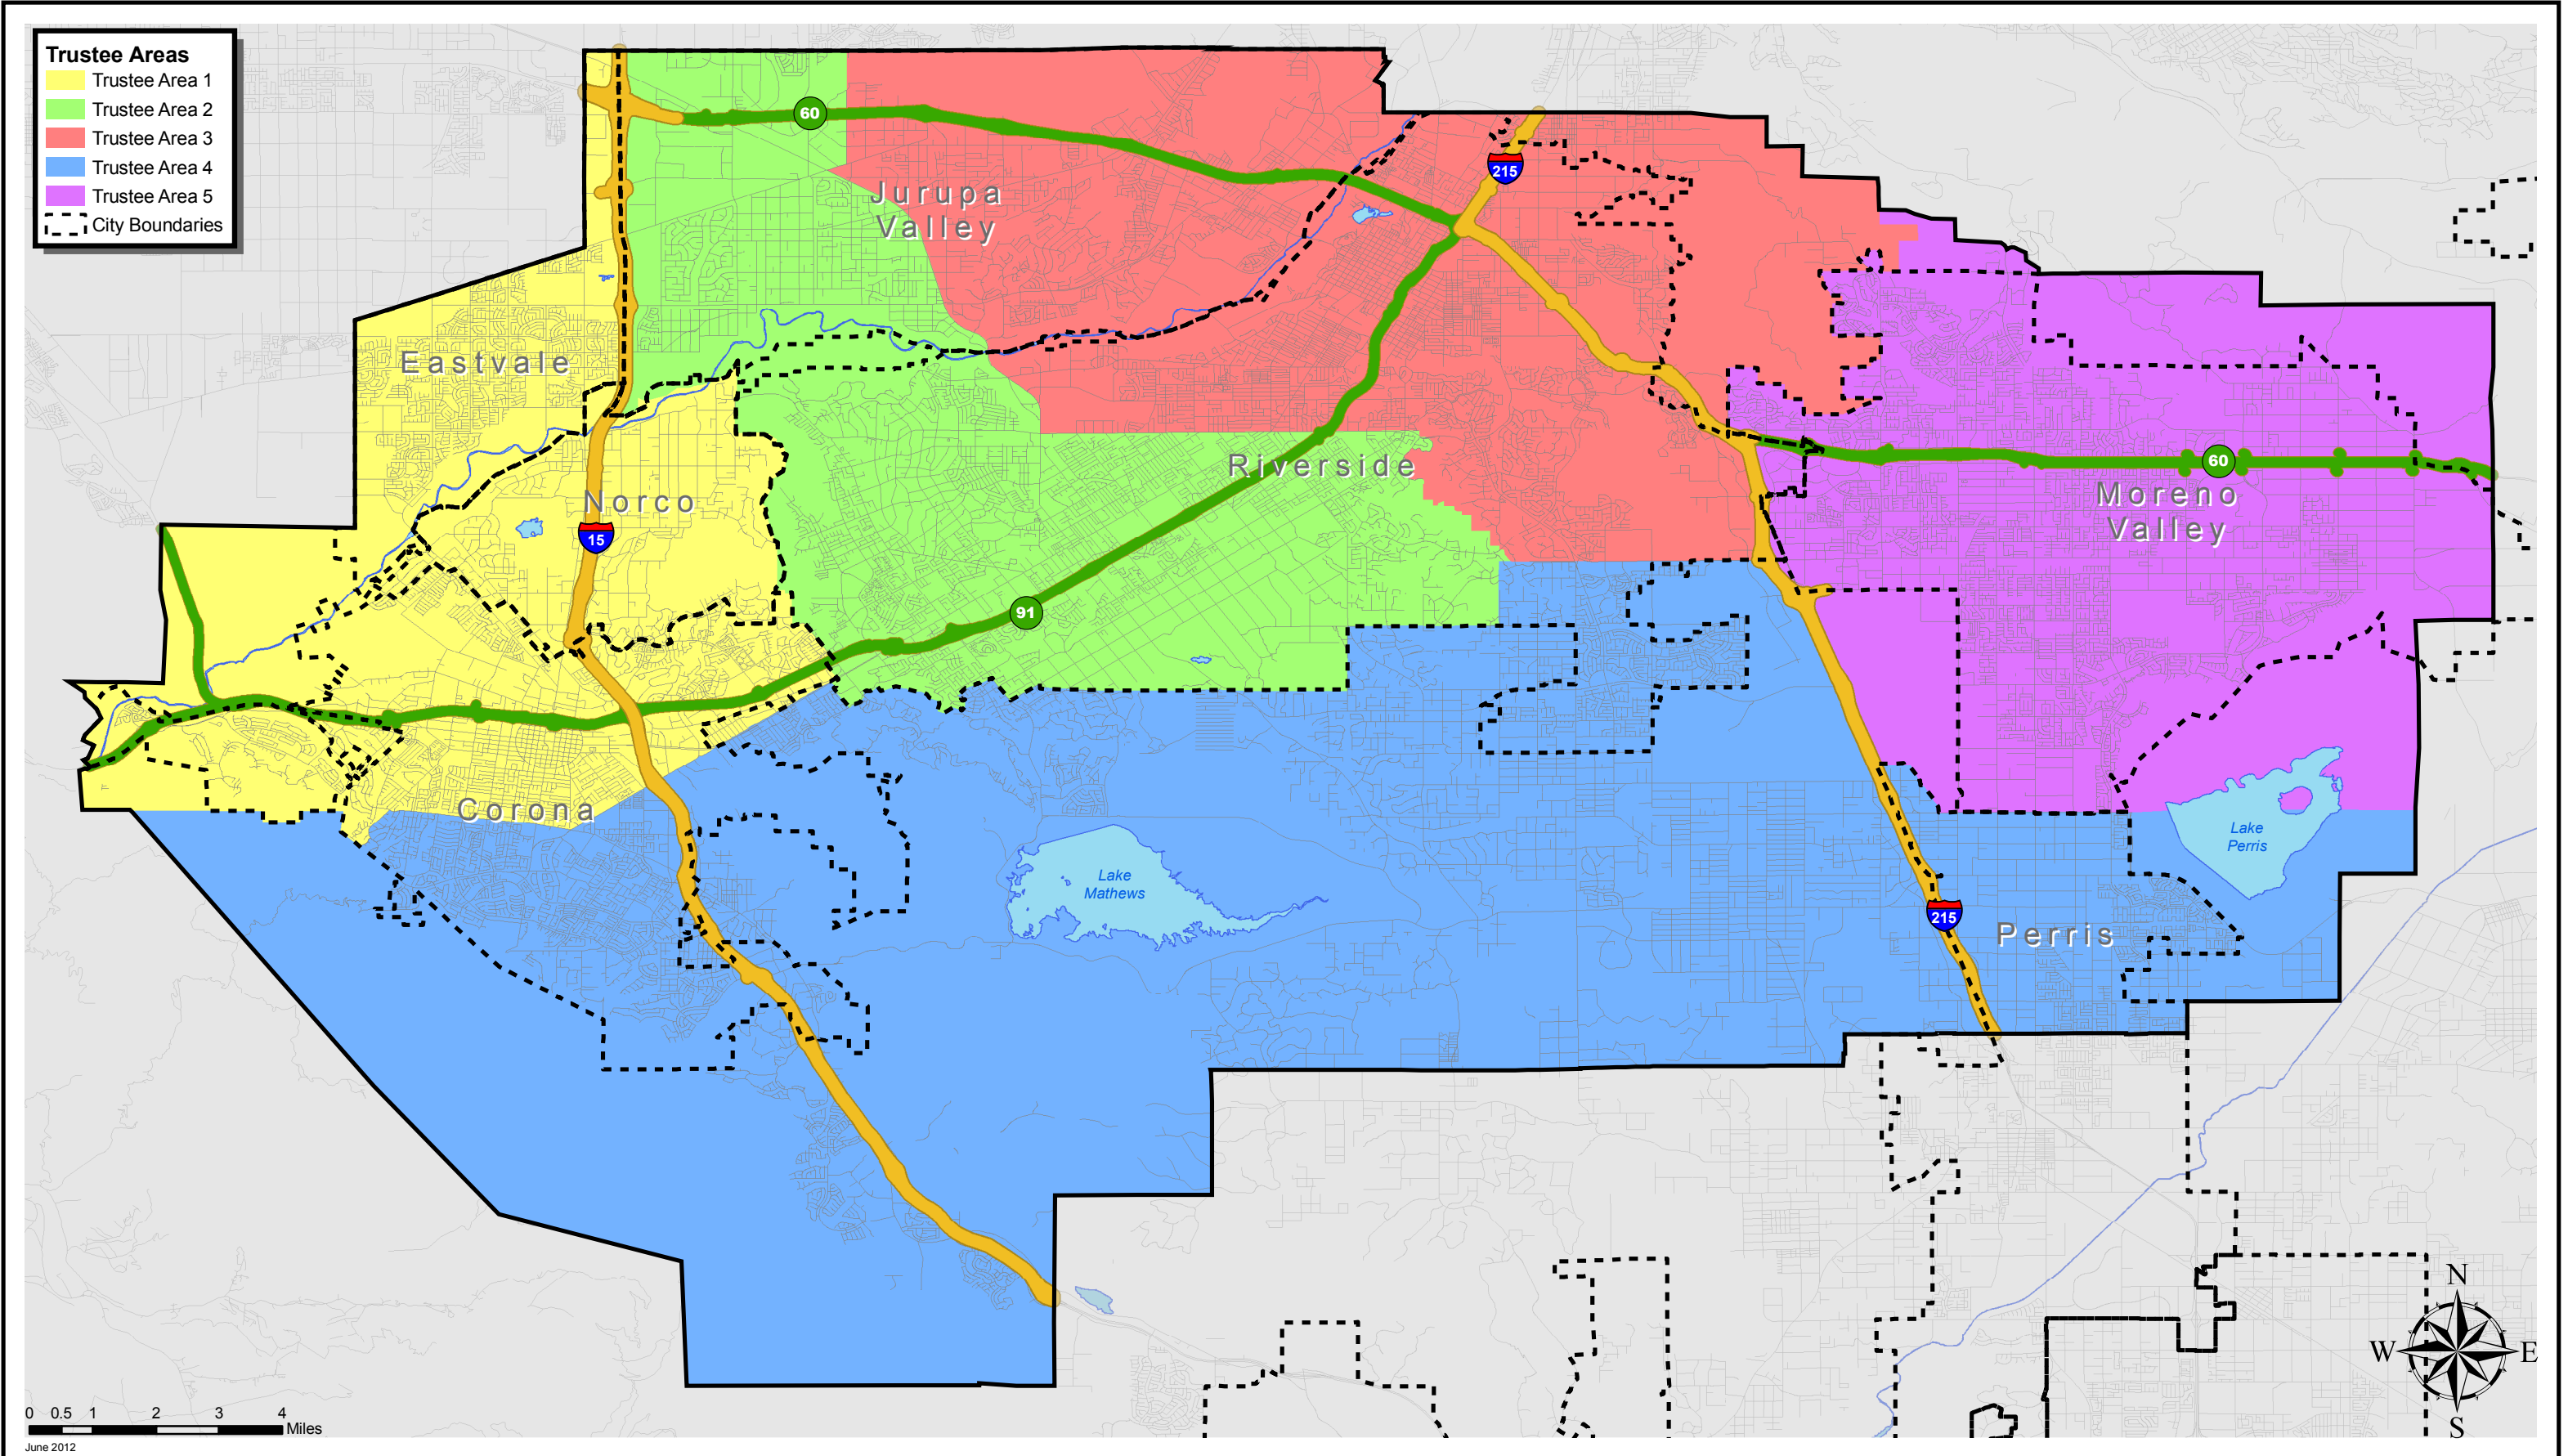 Trustee Areas
Trustee Area 1
Trustee Area 2
Trustee Area 3
Trustee Area 4
Trustee Area 5
City Boundaries
60
215
Jurupa
Valley
Eastvale
Riverside
60
Norco
Moreno
Valley
15
91
Corona
Lake
Perris
Lake
Mathews
215
Perris
N
W
E
S
0 0.5 1 2 3 4
Miles
June 2012